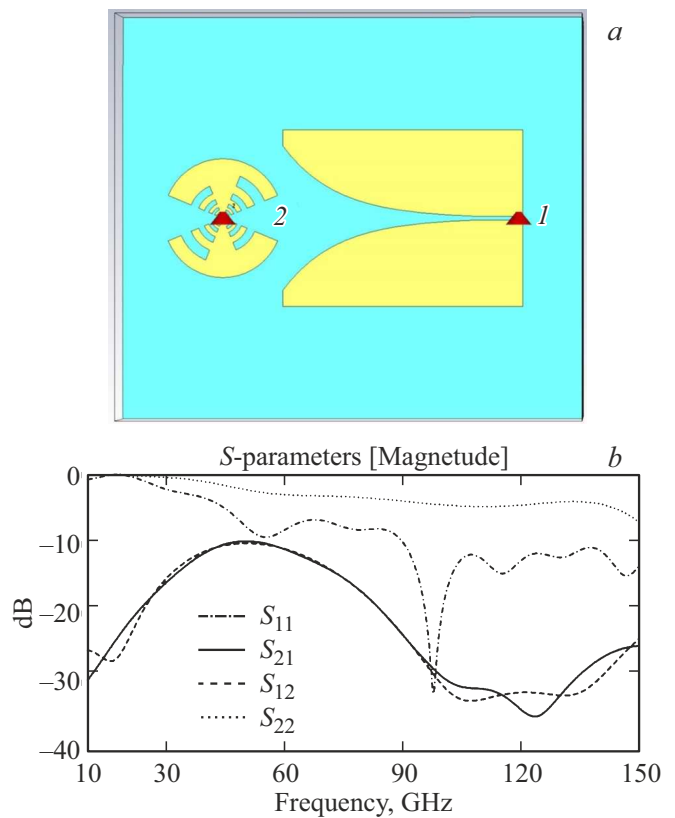 a
2
1
S-parameters [Magnetude]
b
0
−10
−20
−30
−40
dB
S11
S21
S12
S22
10
30
60
90
120
150
Frequency, GHz